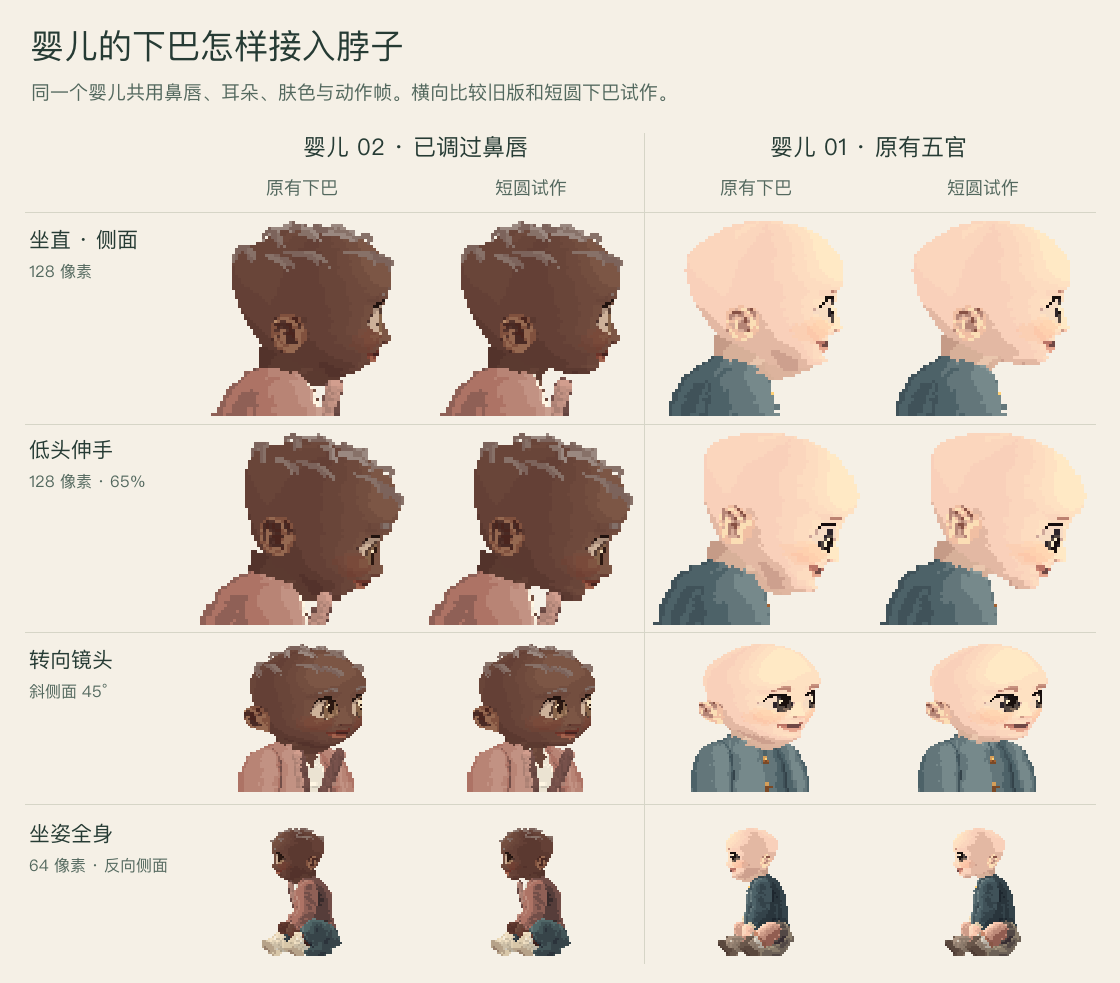 婴儿的下巴怎样接入脖子
同一个婴儿共用鼻唇、耳朵、肤色与动作帧。横向比较旧版和短圆下巴试作。
婴儿 02 · 已调过鼻唇
婴儿 01 · 原有五官
原有下巴
短圆试作
原有下巴
短圆试作
坐直 · 侧面
128 像素
低头伸手
128 像素 · 65%
转向镜头
斜侧面 45°
坐姿全身
64 像素 · 反向侧面